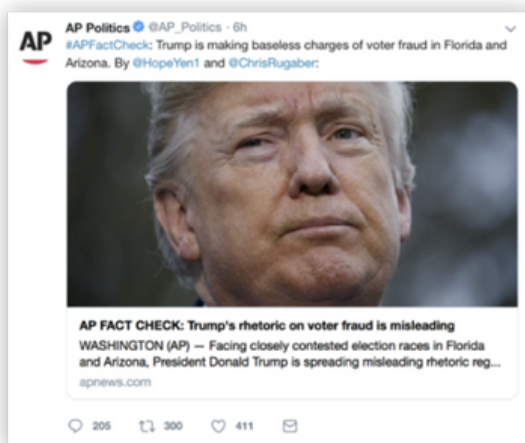 AP
AP Politics @AP_Politics · 6h
#APFactCheck: Trump is making baseless charges of voter fraud in Florida and
Arizona. By @HopeYen1 and @ChrisRugaber:
AP FACT CHECK: Trump's rhetoric on voter fraud is misleading
WASHINGTON (AP) — Facing closely contested election races in Florida
and Arizona, President Donald Trump is spreading misleading rhetoric reg...
apnews.com
205 300 411